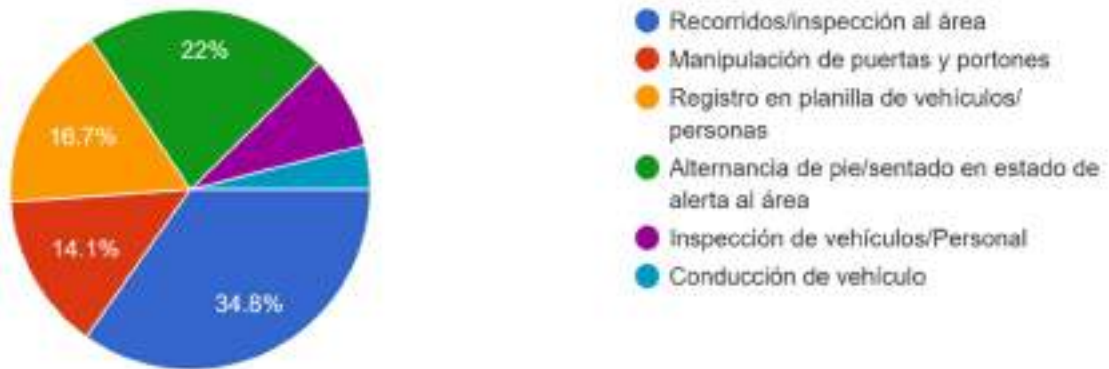 22%
16.7%
14.1%
34.8%
Recorridos/inspección al área
Manipulación de puertas y portones
Registro en planilla de vehículos/
personas
Alternancia de pie/sentado en estado de
alerta al área
Inspección de vehículos/Personal
Conducción de vehículo